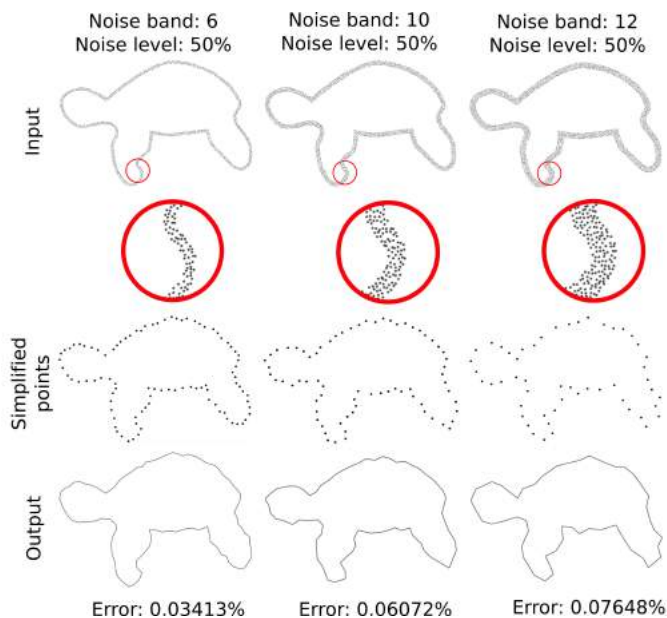 Noise band: 6
Noise level: 50%
Noise band: 10
Noise level: 50%
Noise band: 12
Noise level: 50%
Input
Simplified
points
Output
Error: 0.03413%
Error: 0.06072%
Error: 0.07648%